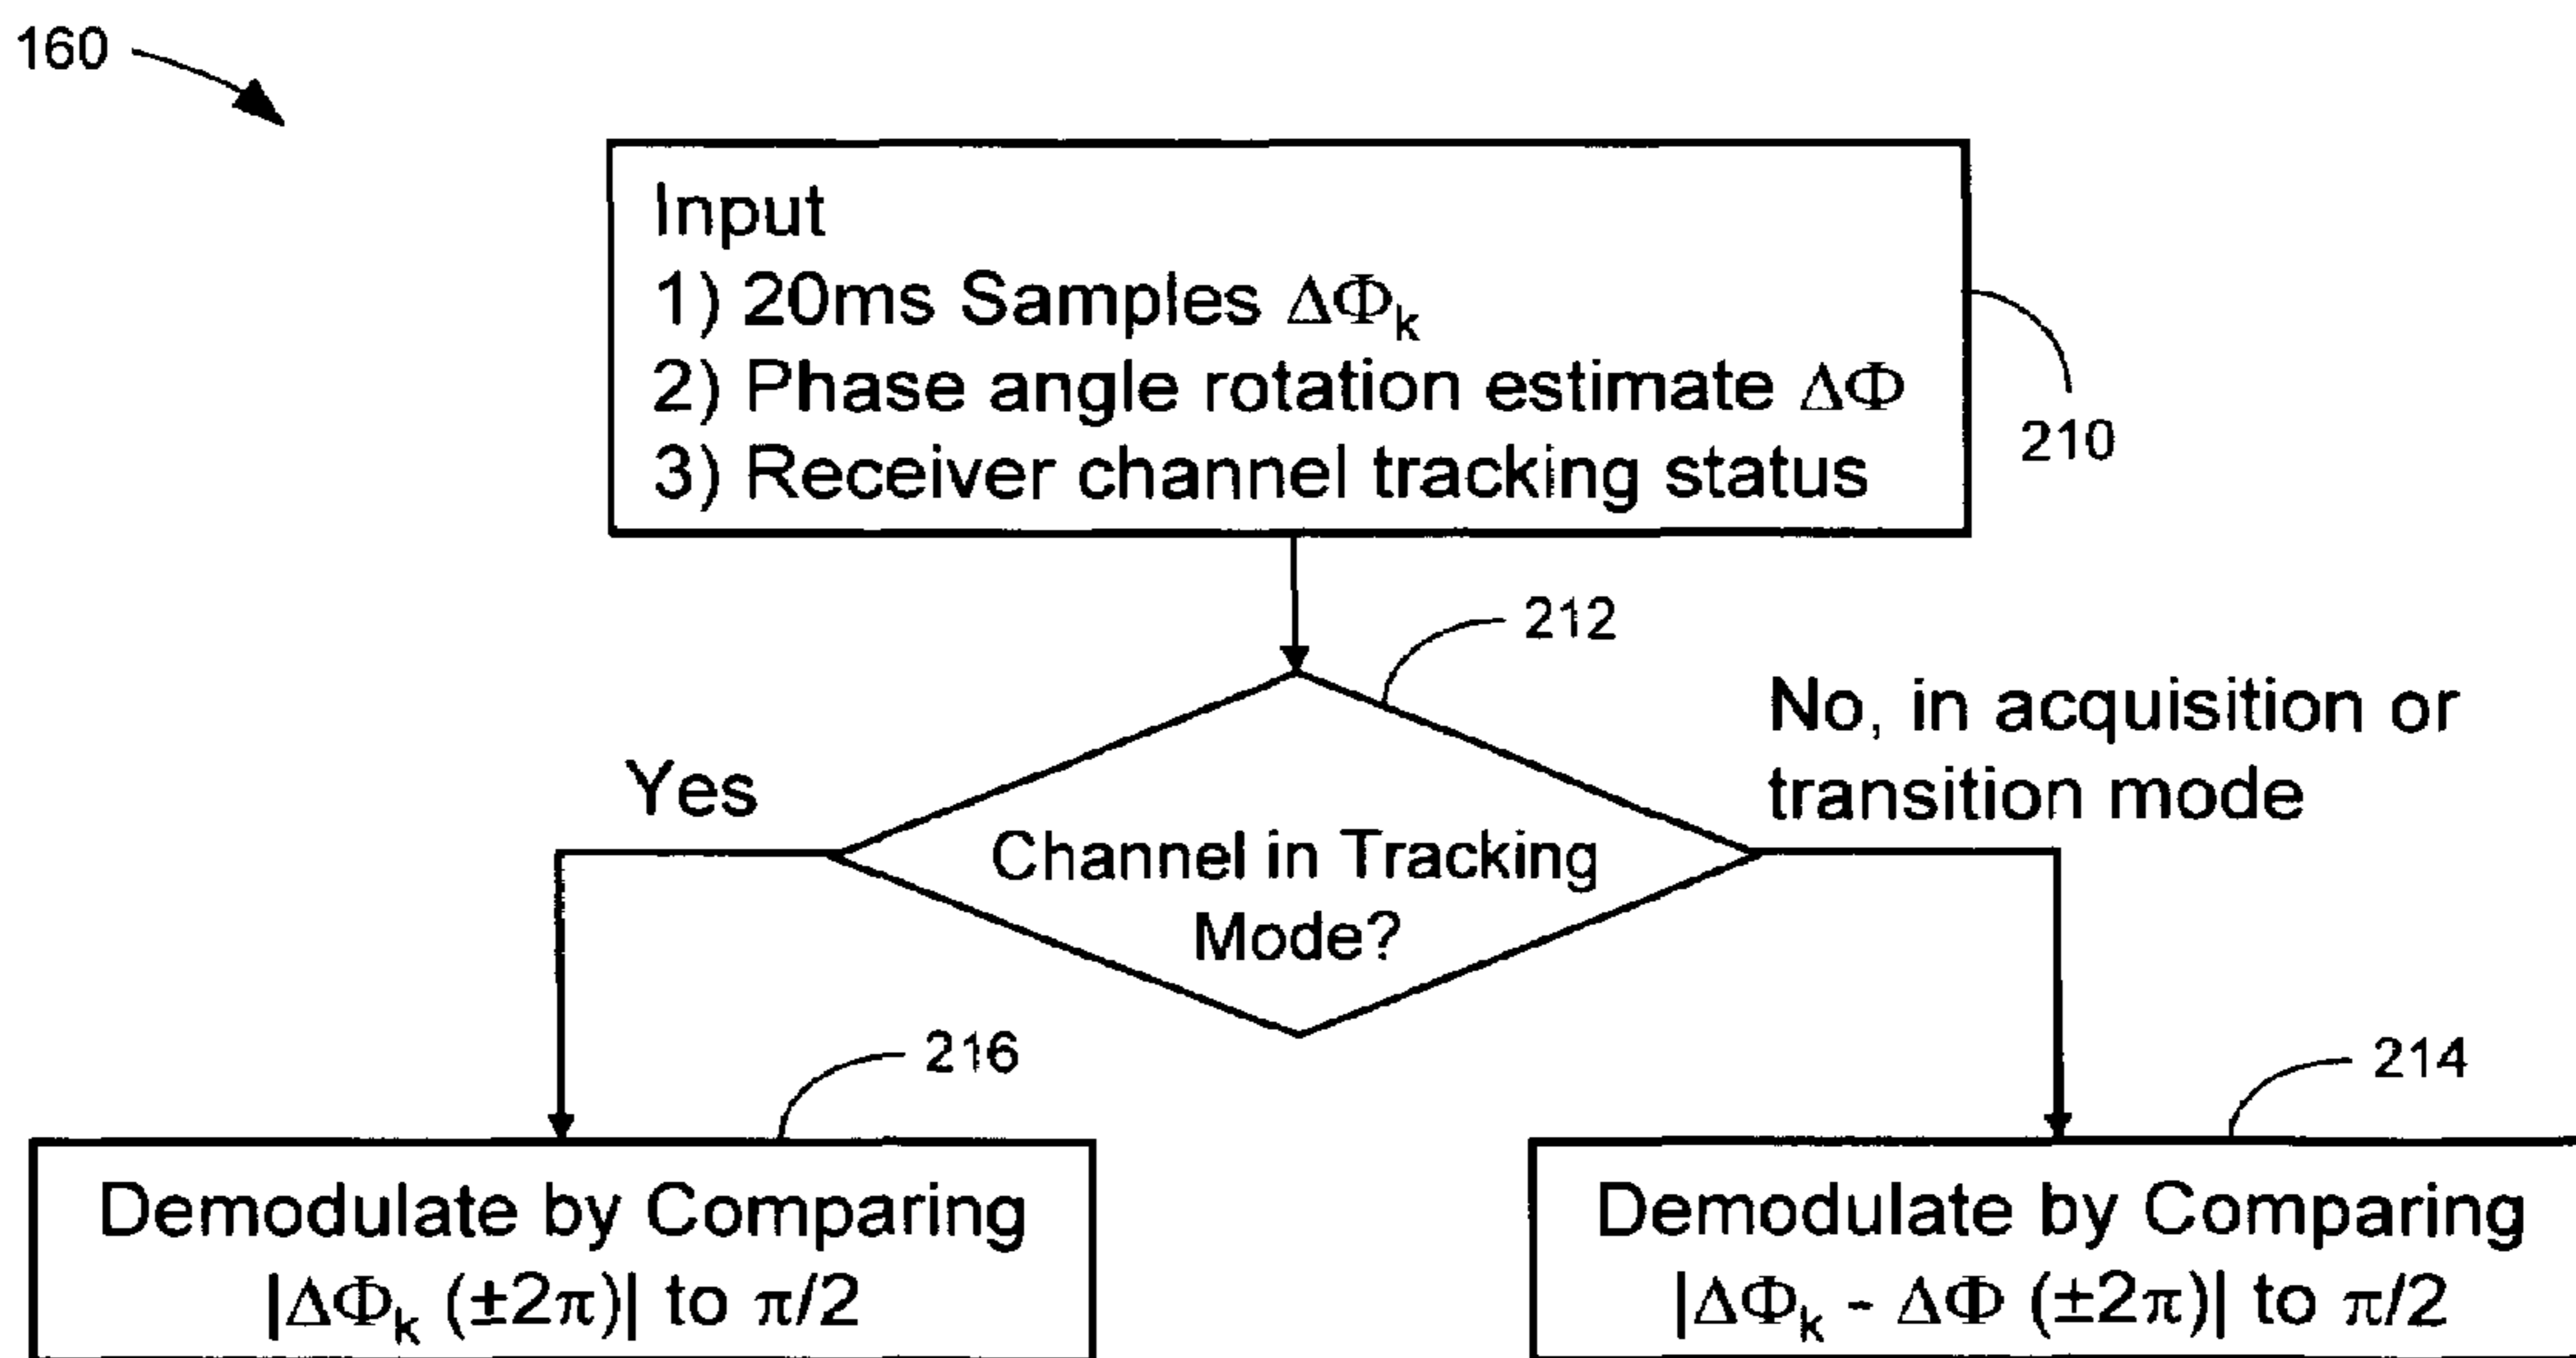 160
Input
1) 20ms Samples ΔΦk
2) Phase angle rotation estimate ΔΦ
3) Receiver channel tracking status
210
212
No, in acquisition or
transition mode
Yes
Channel in Tracking
Mode?
216
214
Demodulate by Comparing
|ΔΦk (±2π)| to π/2
Demodulate by Comparing
|ΔΦk - ΔΦ (±2π)| to π/2